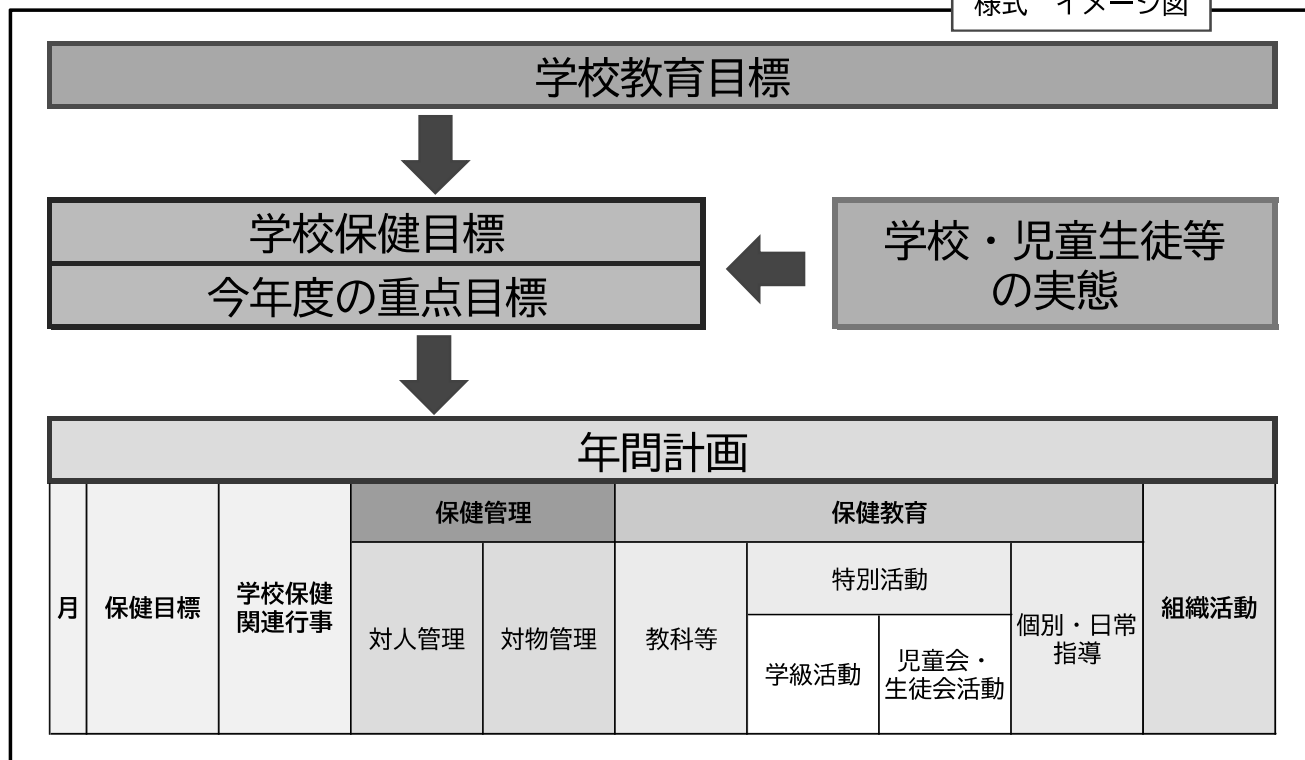 様式 イメージ図
学校教育目標
学校保健目標
今年度の重点目標
学校・児童生徒等
の実態
年間計画
月
保健目標
学校保健
関連行事
保健管理
対人管理
対物管理
保健教育
教科等
特別活動
学級活動
児童会・
生徒会活動
個別・日常
指導
組織活動